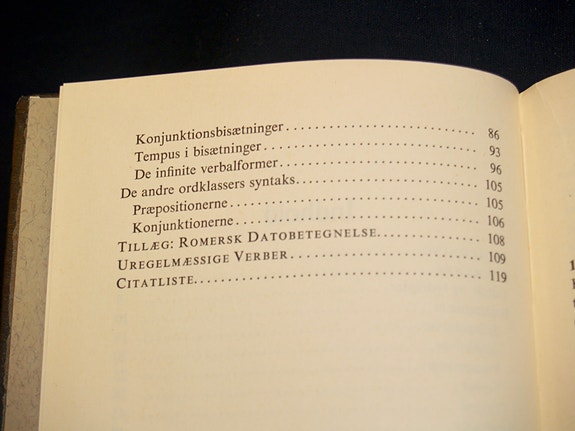 Konjunktionsbisætninger 86
Tempus i bisætninger 93
De infinite verbalformer 96
De andre ordklassers syntaks 105
Præpositionerne 105
Konjunktionerne 106
TILLÆG: ROMERSK DATOBETEGNELSE 108
UREGELMÆSSIGE VERBER 109
CITATLISTE 119